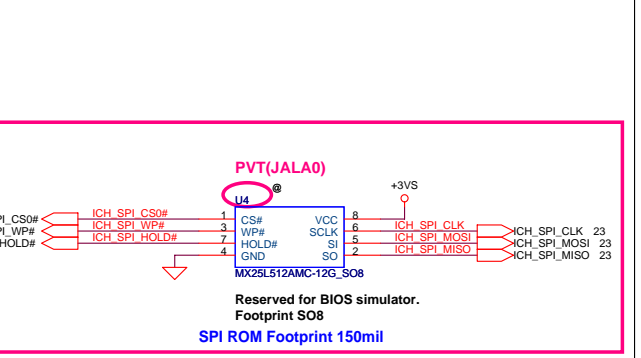 PVT(JALA0)
@
U4
+3VS
PI_CS0# ICH_SPI_CS0# 1 CS# VCC 8
PI_WP# ICH_SPI_WP# 3 WP# SCLK 6 ICH_SPI_CLK ICH_SPI_CLK 23
HOLD# ICH_SPI_HOLD# 7 HOLD# SI 5 ICH_SPI_MOSI ICH_SPI_MOSI 23
4 GND SO 2 ICH_SPI_MISO ICH_SPI_MISO 23
MX25L512AMC-12G_SO8
Reserved for BIOS simulator.
Footprint SO8
SPI ROM Footprint 150mil